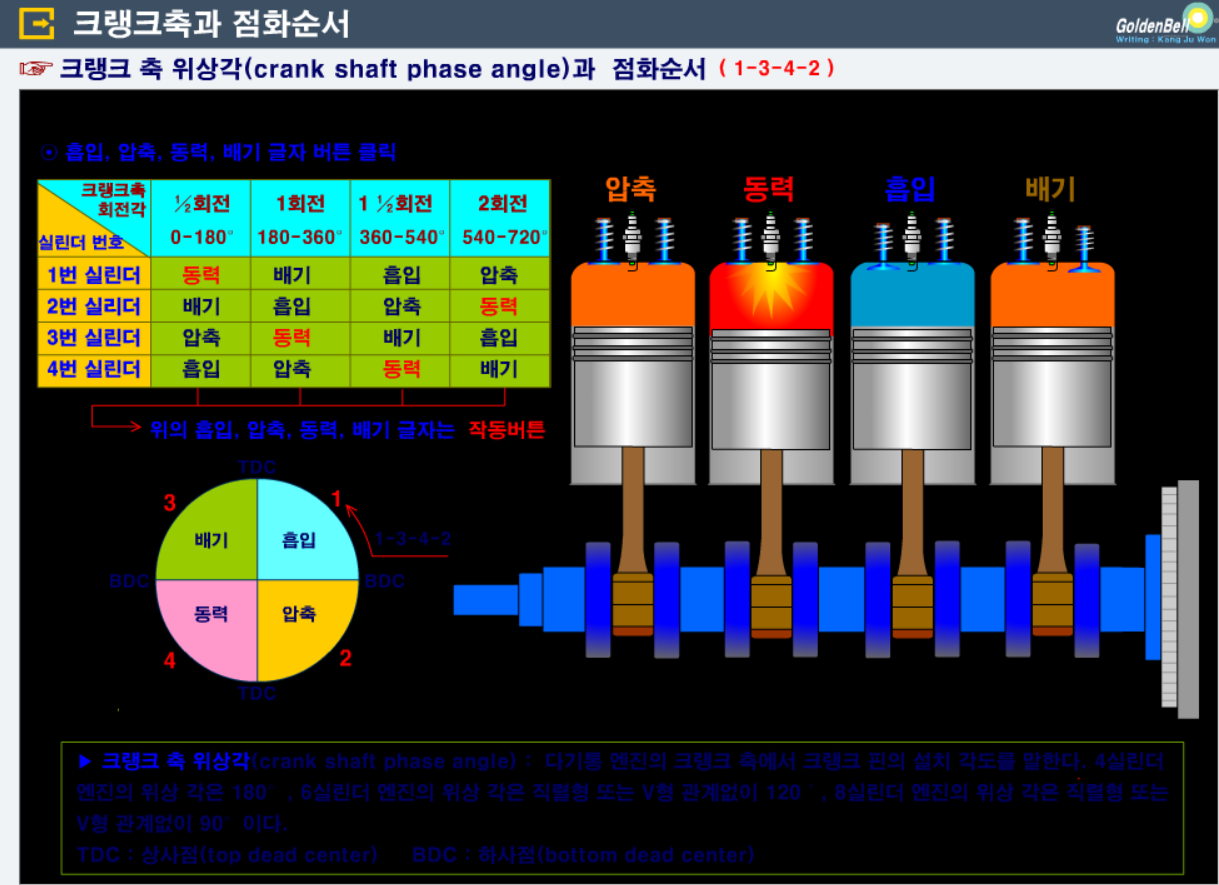 크랭크축과 점화순서
GoldenBell
Writing : Kang Ju Won
☞ 크랭크 축 위상각(crank shaft phase angle)과 점화순서 ( 1-3-4-2 )
⊙ 흡입, 압축, 동력, 배기 글자 버튼 클릭
크랭크축 회전각
실린더 번호
½회전 1회전 1 ½회전 2회전
0-180° 180-360° 360-540° 540-720°
1번 실린더 동력 배기 흡입 압축
2번 실리더 배기 흡입 압축 동력
3번 실린더 압축 동력 배기 흡입
4번 실린더 흡입 압축 동력 배기
위의 흡입, 압축, 동력, 배기 글자는 작동버튼
압축 동력 흡입 배기
TDC
3 1
배기 흡입
1-3-4-2
BDC BDC
동력 압축
4 2
TDC
▶ 크랭크 축 위상각(crank shaft phase angle) : 다기통 엔진의 크랭크 축에서 크랭크 핀의 설치 각도를 말한다. 4실린더
엔진의 위상 각은 180°, 6실린더 엔진의 위상 각은 직렬형 또는 V형 관계없이 120°, 8실린더 엔진의 위상 각은 직렬형 또는
V형 관계없이 90° 이다.
TDC : 상사점(top dead center) BDC : 하사점(bottom dead center)